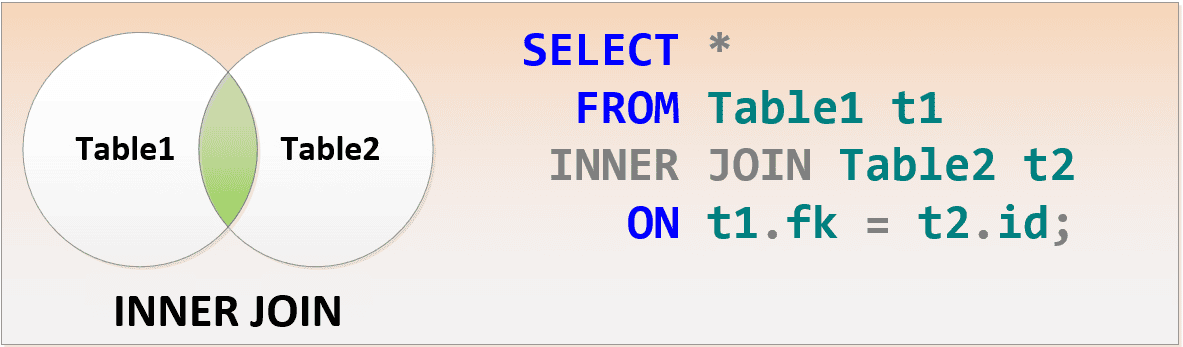 Table1
Table2
INNER JOIN
SELECT *
FROM Table1 t1
INNER JOIN Table2 t2
ON t1.fk = t2.id;